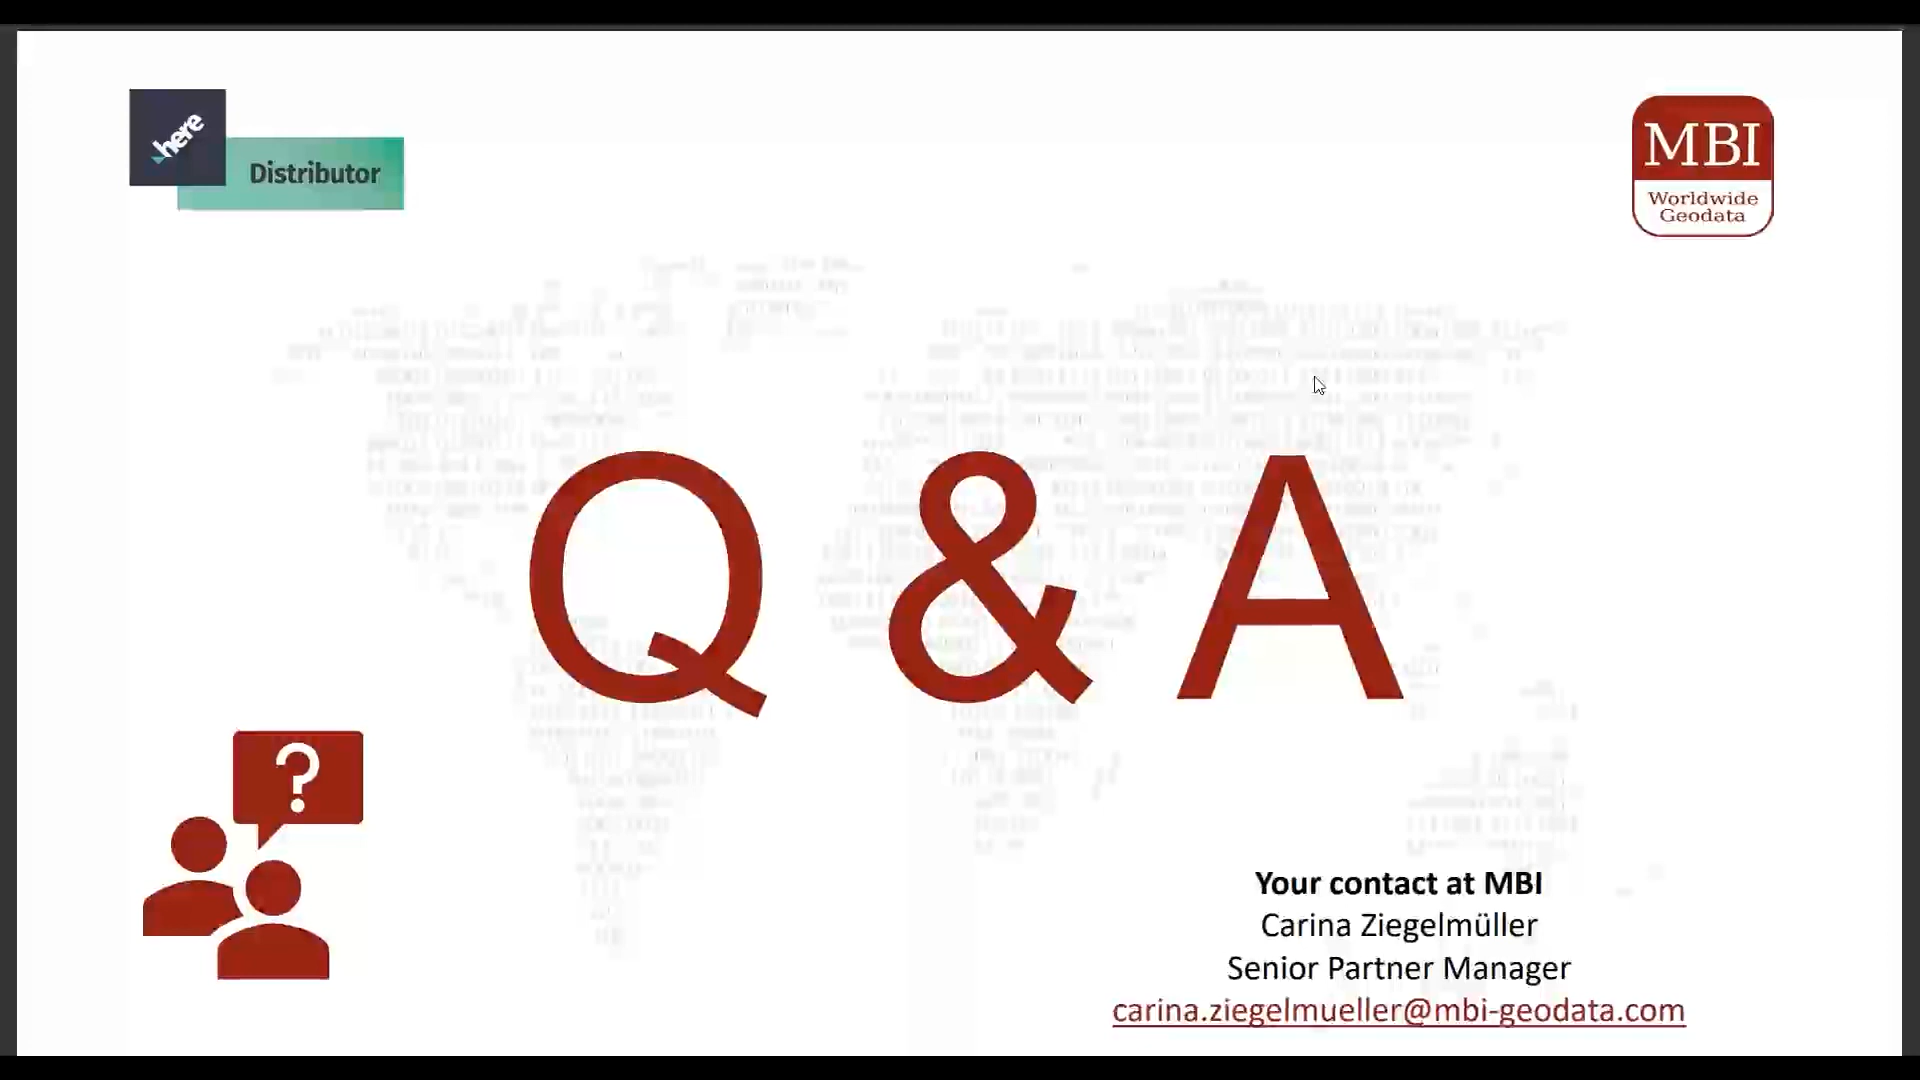 here
Distributor
MBI
Worldwide
Geodata
Q & A
?
Your contact at MBI
Carina Ziegelmüller
Senior Partner Manager
carina.ziegelmueller@mbi-geodata.com